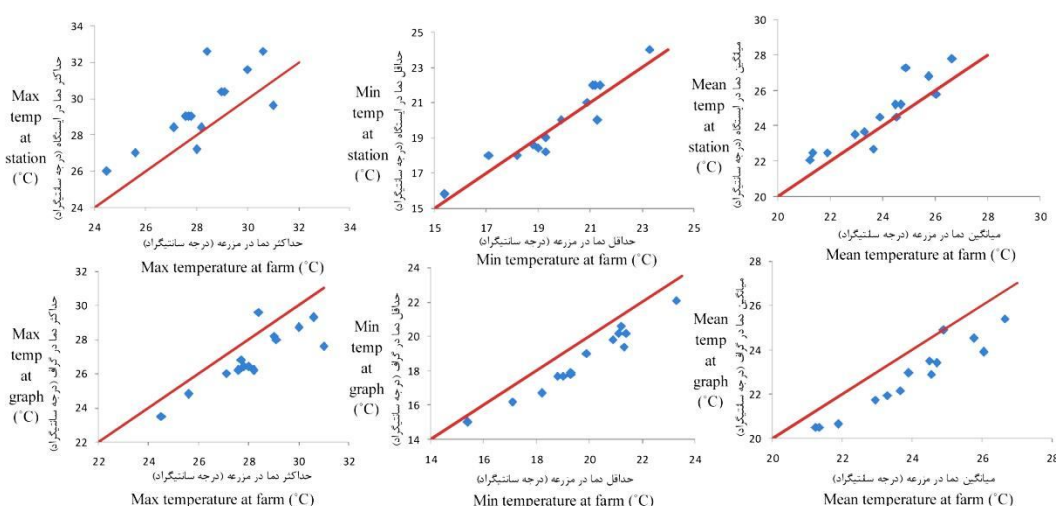 Max
temp
at
station
(˚C)
حداکثر دما در ایستگاه (درجه سانتیگراد)
34
32
30
28
26
24
24 26 28 30 32 34
حداکثر دما در مزرعه (درجه سانتیگراد)
Max temperature at farm (˚C)
Min
temp
at
station
(˚C)
حداقل دما در ایستگاه (درجه سانتیگراد)
25
23
21
19
17
15
15 17 19 21 23 25
حداقل دما در مزرعه (درجه سانتیگراد)
Min temperature at farm (˚C)
Mean
temp
at
station
(˚C)
میانگین دما در ایستگاه (درجه سانتیگراد)
30
28
26
24
22
20
20 22 24 26 28 30
میانگین دما در مزرعه (درجه سلتیگراد)
Mean temperature at farm (˚C)
Max
temp
at
graph
(˚C)
حداکثر دما در گراف (درجه سانتیگراد)
32
30
28
26
24
22
22 24 26 28 30 32
حداکثر دما در مزرعه (درجه سانتیگراد)
Max temperature at farm (˚C)
Min
temp
at
graph
(˚C)
حداقل دما در گراف (درجه سانتیگراد)
24
22
20
18
16
14
14 16 18 20 22 24
حداقل دما در مزرعه (درجه سانتیگراد)
Min temperature at farm (˚C)
Mean
temp
at
graph
(˚C)
میانگین دما در گراف (درجه سلتیگراد)
28
26
24
22
20
20 22 24 26 28
میانگین دما در مزرعه (درجه سلتیگراد)
Mean temperature at farm (˚C)